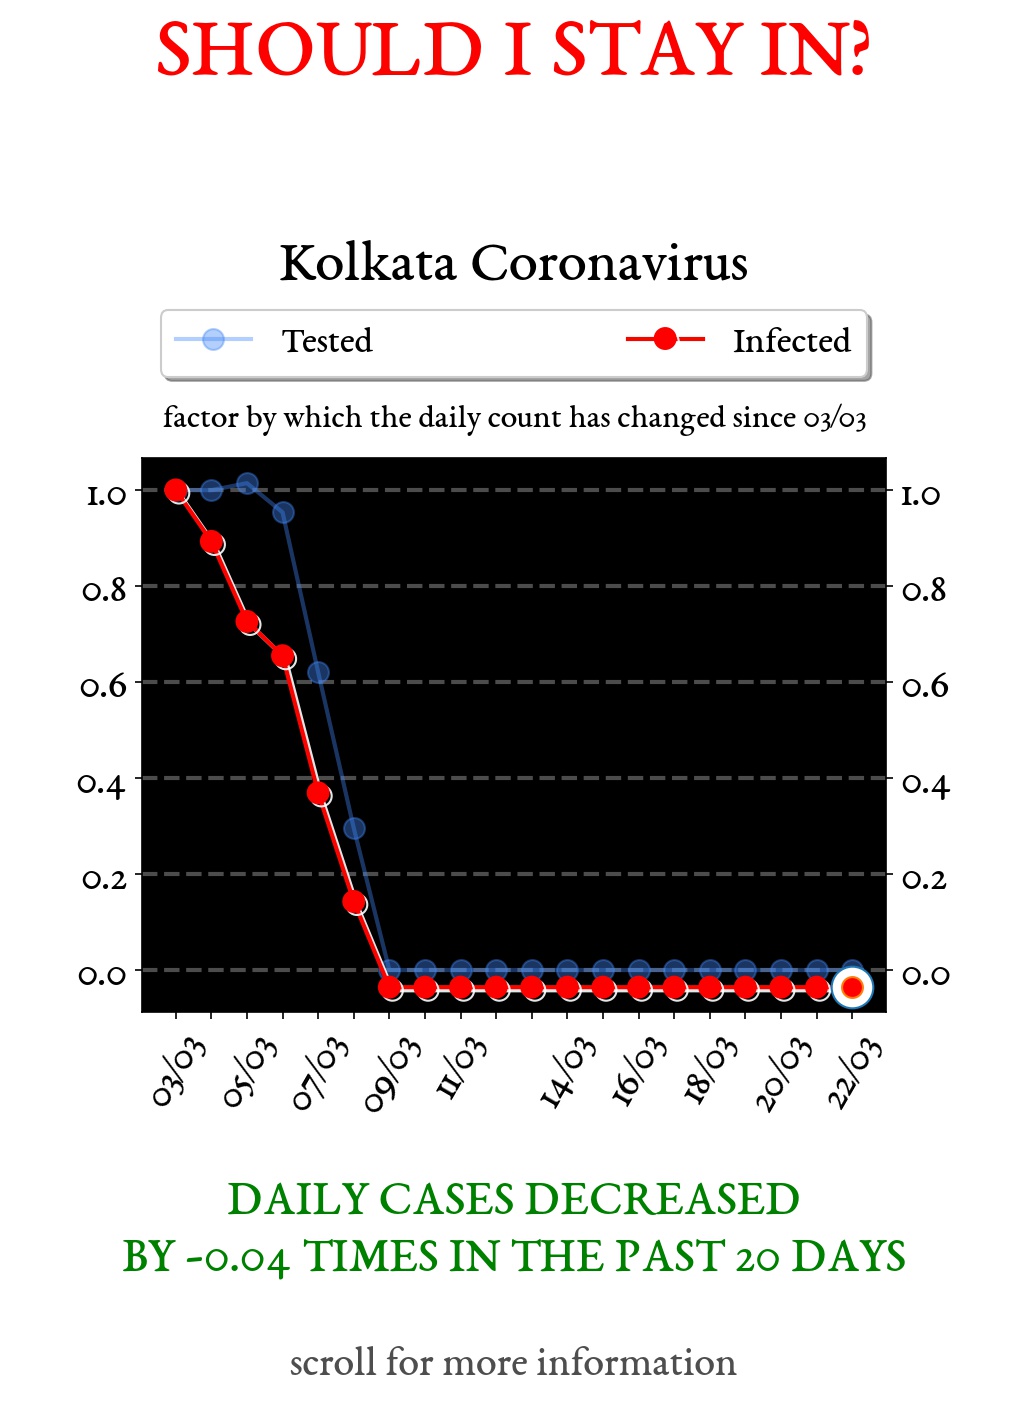 SHOULD I STAY IN?
Kolkata Coronavirus
Tested Infected
factor by which the daily count has changed since 03/03
1.0 1.0
0.8 0.8
0.6 0.6
0.4 0.4
0.2 0.2
0.0 0.0
03/03 05/03 07/03 09/03 11/03 14/03 16/03 18/03 20/03 22/03
DAILY CASES DECREASED
BY -0.04 TIMES IN THE PAST 20 DAYS
scroll for more information